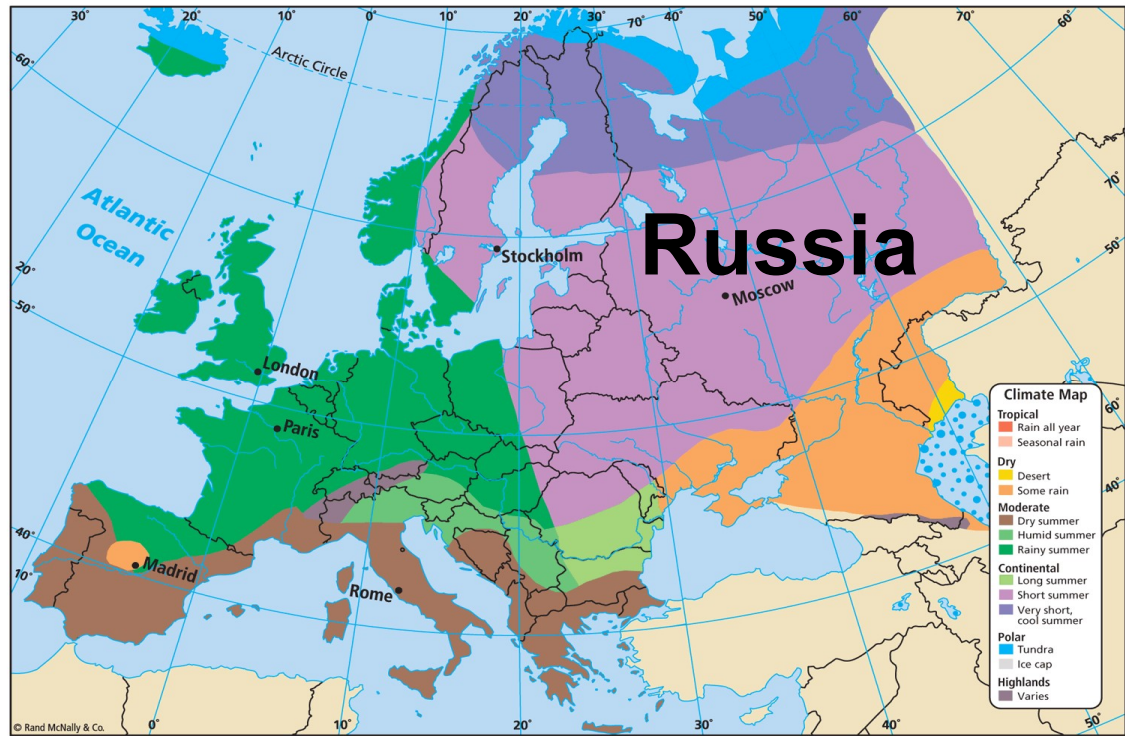 30°
20°
10°
0°
10°
20°
30°
70°
40°
50°
60°
70°
60°
60°
Arctic Circle
Atlantic
Ocean
70°
Russia
Stockholm
50°
20°
50°
Moscow
London
Paris
60°
40°
40°
10°
Madrid
Rome
Climate Map
Tropical
Rain all year
Seasonal rain
Dry
Desert
Some rain
Moderate
Dry summer
Humid summer
Rainy summer
Continental
Long summer
Short summer
Very short,
cool summer
Polar
Tundra
Ice cap
Highlands
Varies
© Rand McNally & Co.
0°
10°
20°
30°
40°
50°